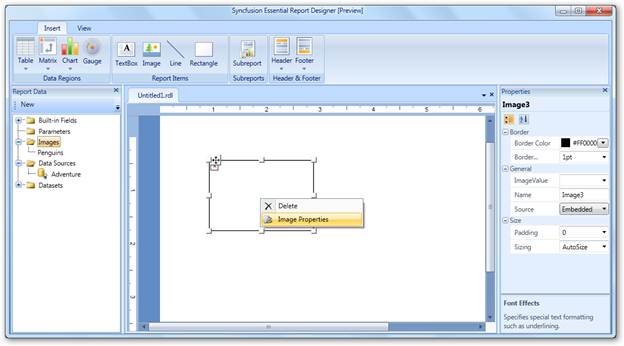 Syncfusion Essential Report Designer [Preview]
Insert View
Table Matrix Chart Gauge TextBox Image Line Rectangle Subreport Header Footer
Data Regions Report Items Subreports Header & Footer
Report Data
New
Built-in Fields
Parameters
Images
Penguins
Data Sources
Adventure
Datasets
Untitled1.rdl
1 2 3 4 5 6
1
2
3
Delete
Image Properties
Properties
Image3
Border
Border Color #FF0000
Border... 1pt
General
ImageValue
Name Image3
Source Embedded
Size
Padding 0
Sizing AutoSize
Font Effects
Specifies special text formatting
such as underlining.